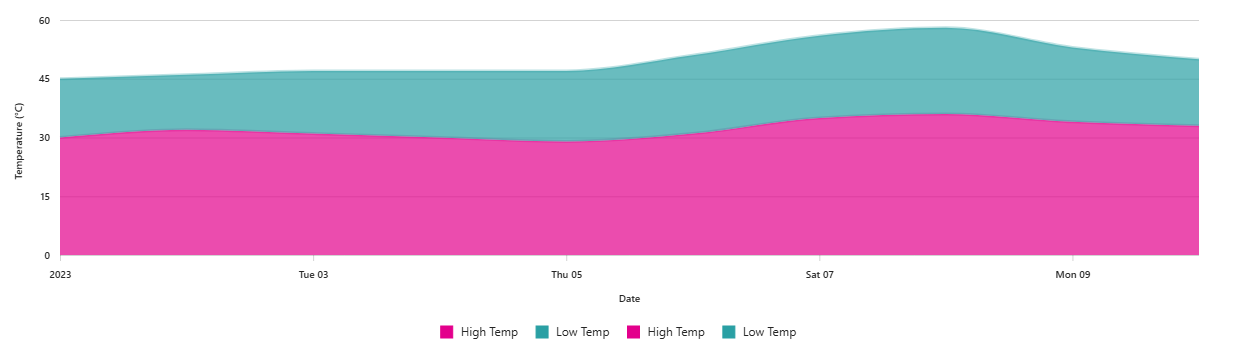 60
45
30
15
0
Temperature (°C)
2023 Tue 03 Thu 05 Sat 07 Mon 09
Date
High Temp Low Temp High Temp Low Temp